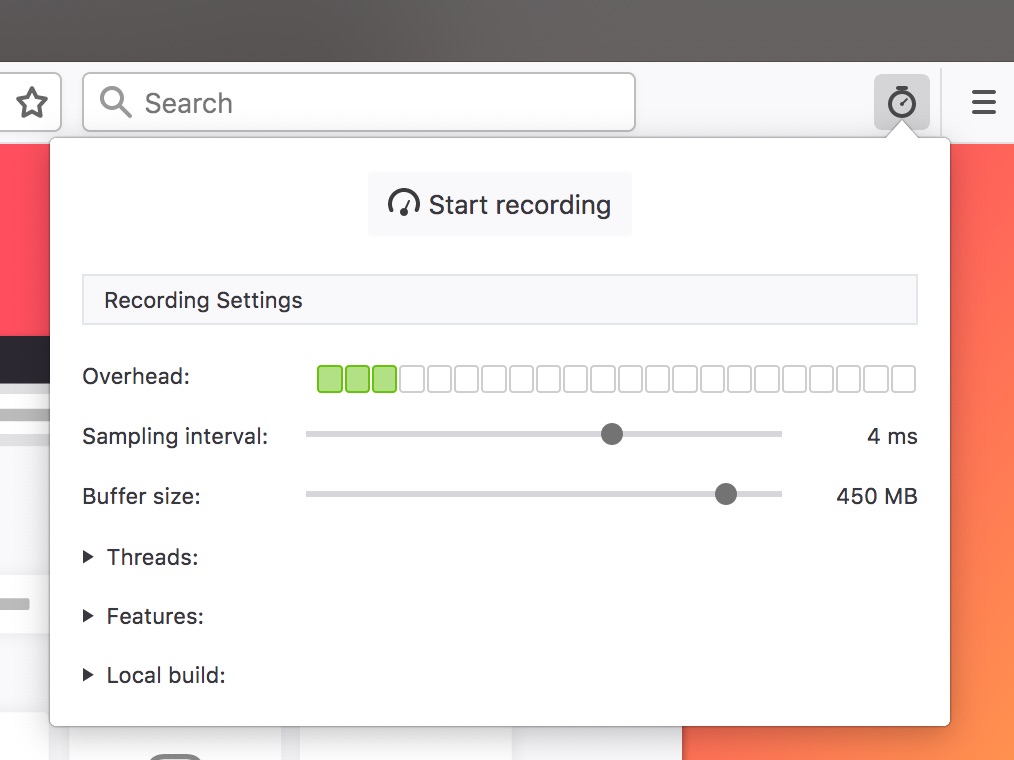 Search
Start recording
Recording Settings
Overhead:
Sampling interval: 4 ms
Buffer size: 450 MB
Threads:
Features:
Local build: